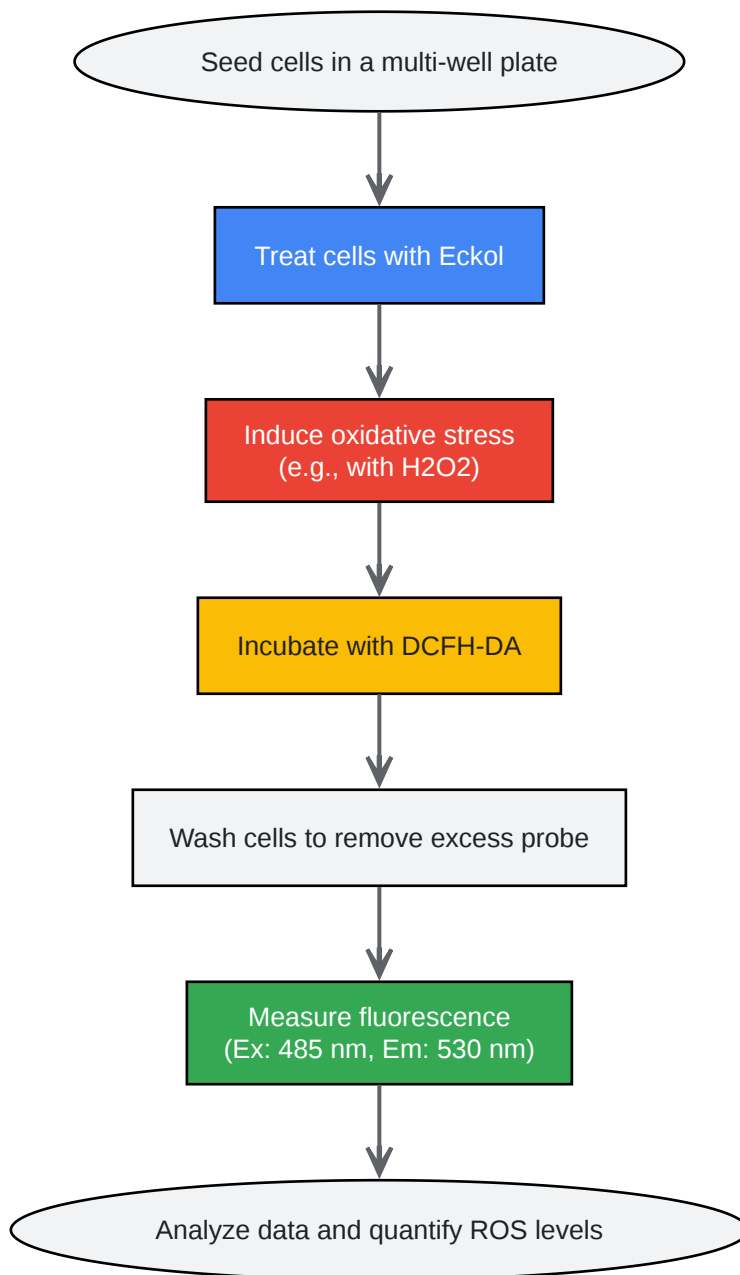 Seed cells in a multi-well plate
Treat cells with Eckol
Induce oxidative stress
(e.g., with H2O2)
Incubate with DCFH-DA
Wash cells to remove excess probe
Measure fluorescence
(Ex: 485 nm, Em: 530 nm)
Analyze data and quantify ROS levels